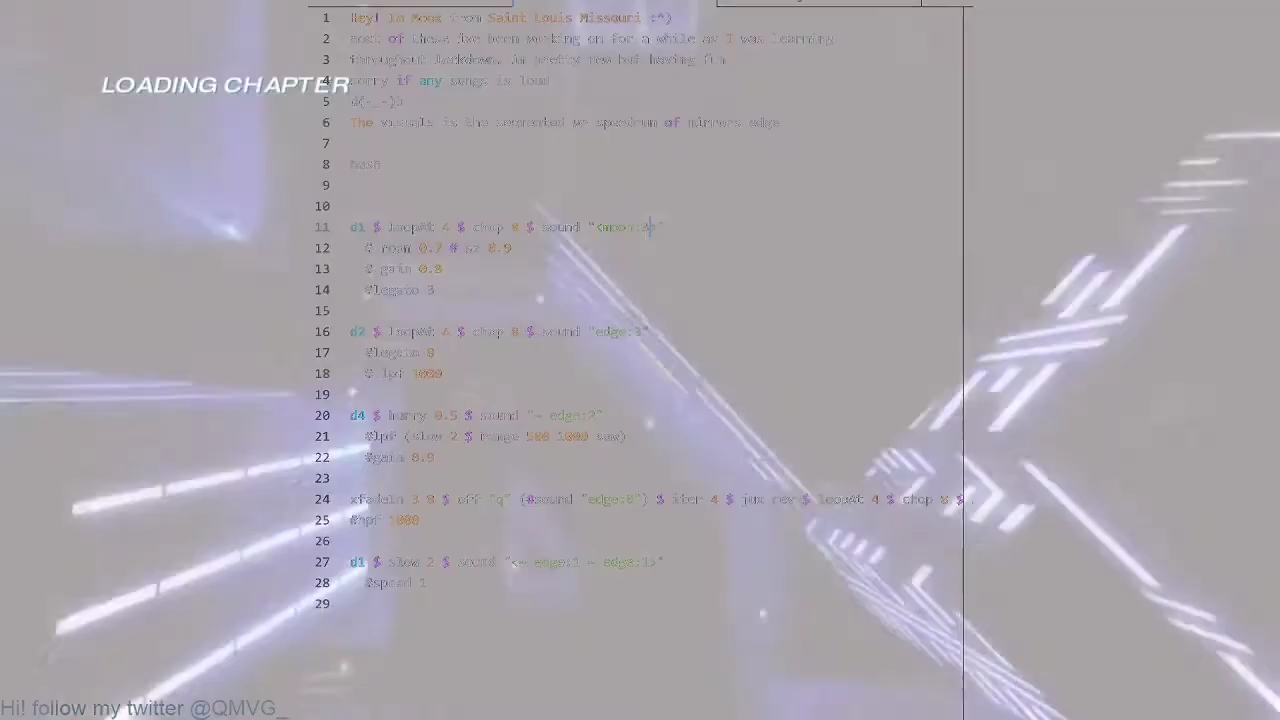 1 Hey! Im Moox from Saint Louis Missouri :^)
2 most of these ive been working on for a while as I was learning
3 throughout lockdown. im pretty new but having fun
LOADING CHAPTER
4 sorry if any songs is loud
5 d(-_-)b
6 The visuals is the segmented uv spectrum of mirrors edge
7
8 hash
9
10
11 d1 $ loopAt 4 $ chop 8 $ sound "<moon:3>"
12 # room 0.7 # sz 0.9
13 # gain 0.8
14 #legato 3
15
16 d2 $ loopAt 4 $ chop 8 $ sound "edge:3"
17 #legato 8
18 # lpf 1000
19
20 d4 $ hurry 0.5 $ sound "~ edge:2"
21 #lpf (slow 2 $ range 500 1000 saw)
22 #gain 0.9
23
24 xfadeIn 3 8 $ off "q" (#sound "edge:8") $ iter 4 $ jux rev $ loopAt 4 $ chop 8 $
25 #hpf 1000
26
27 d1 $ slow 2 $ sound "<~ edge:1 ~ edge:1>"
28 #speed 1
29
Hi! follow my twitter @QMVG_